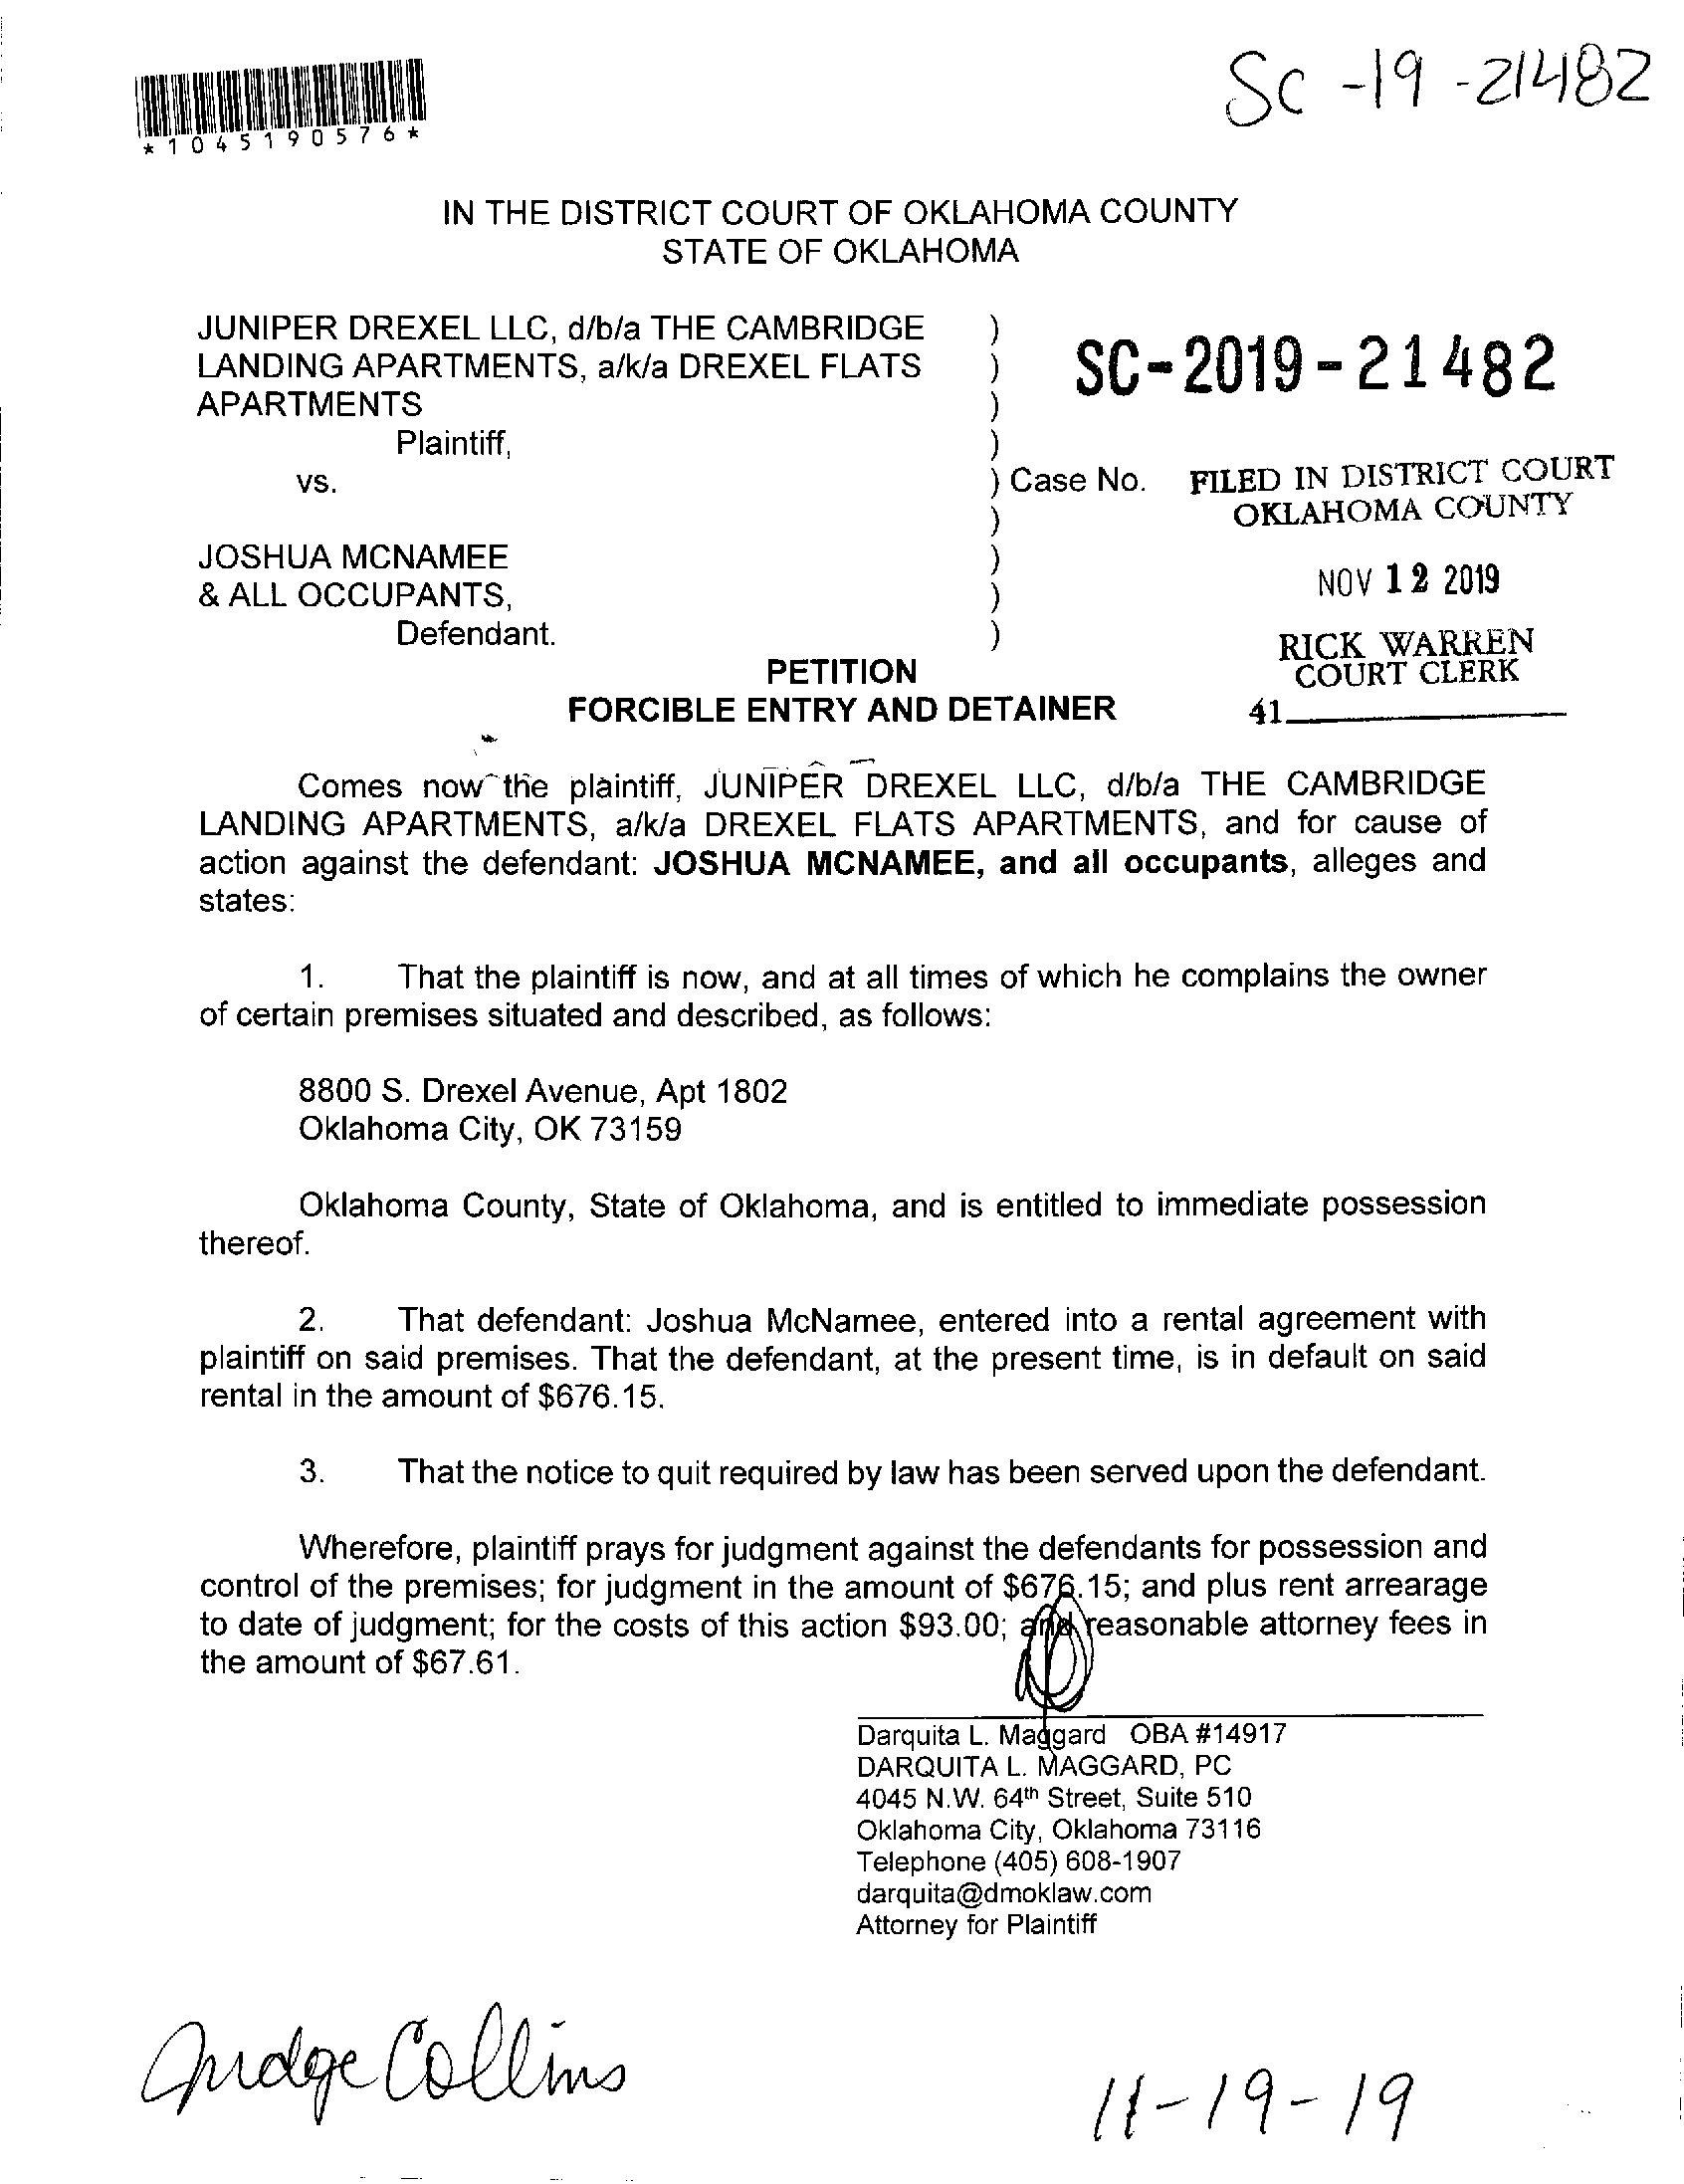 Sc -19 -21482
*1045190576*
IN THE DISTRICT COURT OF OKLAHOMA COUNTY
STATE OF OKLAHOMA
JUNIPER DREXEL LLC, d/b/a THE CAMBRIDGE )
LANDING APARTMENTS, a/k/a DREXEL FLATS )
APARTMENTS )
Plaintiff, )
SC-2019-21482
vs. ) Case No.
)
FILED IN DISTRICT COURT
OKLAHOMA COUNTY
JOSHUA MCNAMEE )
& ALL OCCUPANTS, )
Defendant. )
NOV 12 2019
RICK WARREN
COURT CLERK
41
PETITION
FORCIBLE ENTRY AND DETAINER
Comes now the plaintiff, JUNIPER DREXEL LLC, d/b/a THE CAMBRIDGE
LANDING APARTMENTS, a/k/a DREXEL FLATS APARTMENTS, and for cause of
action against the defendant: JOSHUA MCNAMEE, and all occupants, alleges and
states:
1. That the plaintiff is now, and at all times of which he complains the owner
of certain premises situated and described, as follows:
8800 S. Drexel Avenue, Apt 1802
Oklahoma City, OK 73159
Oklahoma County, State of Oklahoma, and is entitled to immediate possession
thereof.
2. That defendant: Joshua McNamee, entered into a rental agreement with
plaintiff on said premises. That the defendant, at the present time, is in default on said
rental in the amount of $676.15.
3. That the notice to quit required by law has been served upon the defendant.
Wherefore, plaintiff prays for judgment against the defendants for possession and
control of the premises; for judgment in the amount of $676.15; and plus rent arrearage
to date of judgment; for the costs of this action $93.00; and reasonable attorney fees in
the amount of $67.61.
Darquita L. Maggard OBA #14917
DARQUITA L. MAGGARD, PC
4045 N.W. 64th Street, Suite 510
Oklahoma City, Oklahoma 73116
Telephone (405) 608-1907
darquita@dmoklaw.com
Attorney for Plaintiff
Judge Collins
11-19-19